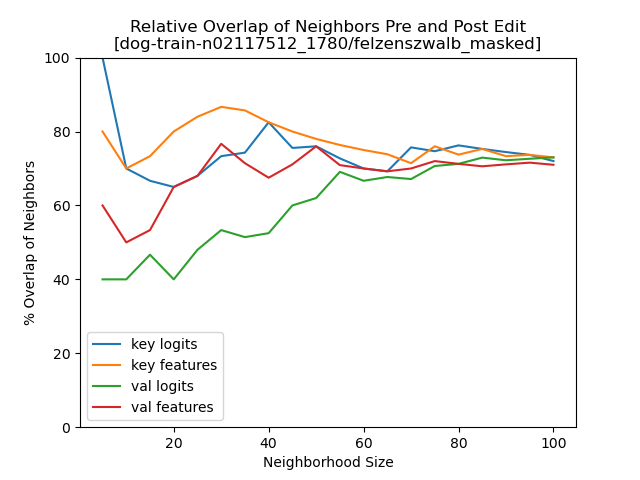 Relative Overlap of Neighbors Pre and Post Edit
[dog-train-n02117512_1780/felzenszwalb_masked]
% Overlap of Neighbors
100
80
60
40
20
0
key logits
key features
val logits
val features
20 40 60 80 100
Neighborhood Size